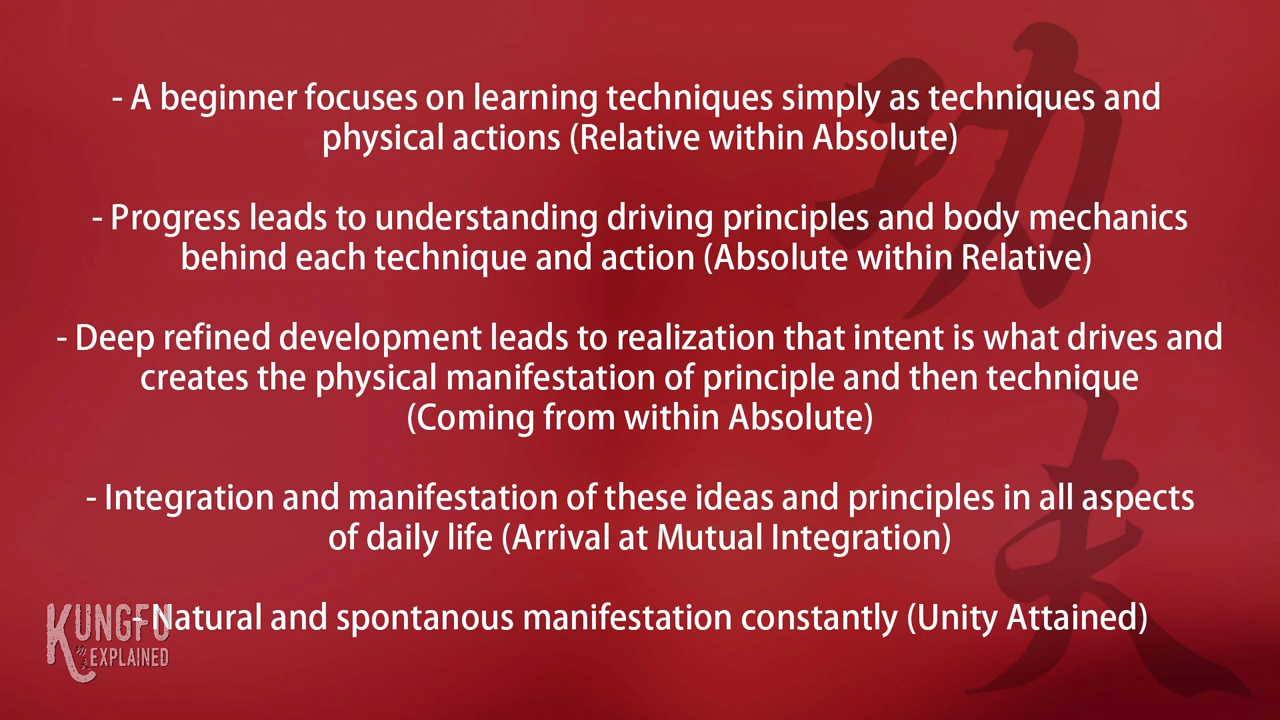 功夫
- A beginner focuses on learning techniques simply as techniques and
physical actions (Relative within Absolute)
- Progress leads to understanding driving principles and body mechanics
behind each technique and action (Absolute within Relative)
- Deep refined development leads to realization that intent is what drives and
creates the physical manifestation of principle and then technique
(Coming from within Absolute)
- Integration and manifestation of these ideas and principles in all aspects
of daily life (Arrival at Mutual Integration)
- Natural and spontanous manifestation constantly (Unity Attained)
KUNGFU
功夫 EXPLAINED